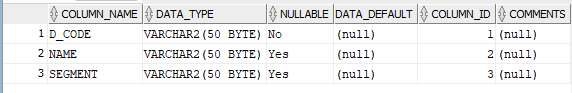 COLUMN_NAME DATA_TYPE NULLABLE DATA_DEFAULT COLUMN_ID COMMENTS
1 D_CODE VARCHAR2(50 BYTE) No (null) 1 (null)
2 NAME VARCHAR2(50 BYTE) Yes (null) 2 (null)
3 SEGMENT VARCHAR2(50 BYTE) Yes (null) 3 (null)